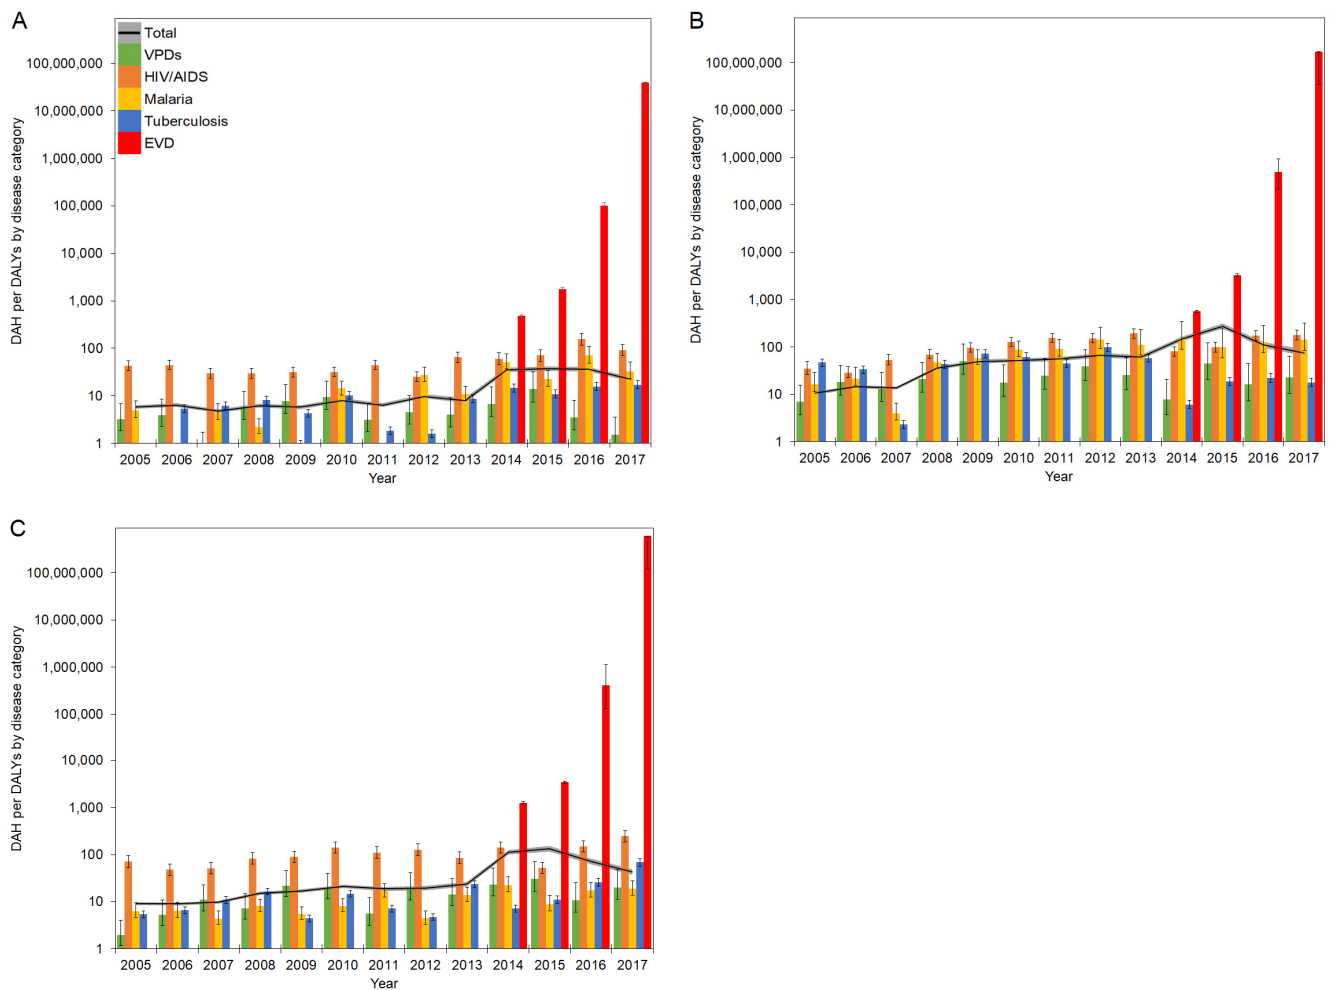 A
Total
VPDs
HIV/AIDS
Malaria
Tuberculosis
EVD
DAH per DALYs by disease category
100,000,000
10,000,000
1,000,000
100,000
10,000
1,000
100
10
1
2005 2006 2007 2008 2009 2010 2011 2012 2013 2014 2015 2016 2017
Year
B
DAH per DALYs by disease category
100,000,000
10,000,000
1,000,000
100,000
10,000
1,000
100
10
1
2005 2006 2007 2008 2009 2010 2011 2012 2013 2014 2015 2016 2017
Year
C
DAH per DALYs by disease category
100,000,000
10,000,000
1,000,000
100,000
10,000
1,000
100
10
1
2005 2006 2007 2008 2009 2010 2011 2012 2013 2014 2015 2016 2017
Year